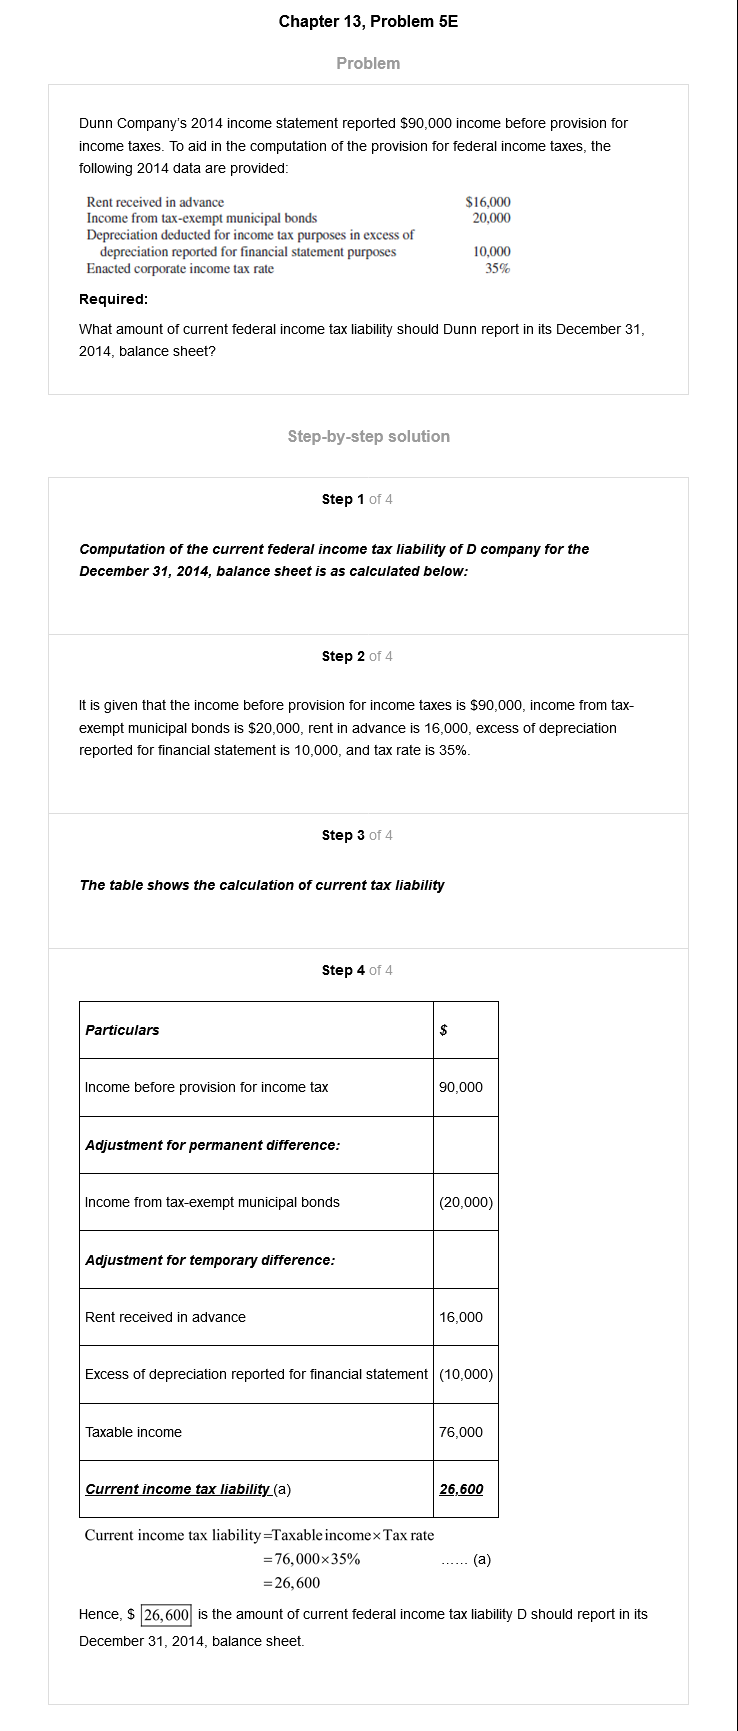 Chapter 13, Problem 5E
Problem
Dunn Company's 2014 income statement reported $90,000 income before provision for
income taxes. To aid in the computation of the provision for federal income taxes, the
following 2014 data are provided:
Rent received in advance $16,000
Income from tax-exempt municipal bonds 20,000
Depreciation deducted for income tax purposes in excess of
depreciation reported for financial statement purposes 10,000
Enacted corporate income tax rate 35%
Required:
What amount of current federal income tax liability should Dunn report in its December 31,
2014, balance sheet?
Step-by-step solution
Step 1 of 4
Computation of the current federal income tax liability of D company for the
December 31, 2014, balance sheet is as calculated below:
Step 2 of 4
It is given that the income before provision for income taxes is $90,000, income from tax-
exempt municipal bonds is $20,000, rent in advance is 16,000, excess of depreciation
reported for financial statement is 10,000, and tax rate is 35%.
Step 3 of 4
The table shows the calculation of current tax liability
Step 4 of 4
Particulars $
Income before provision for income tax 90,000
Adjustment for permanent difference:
Income from tax-exempt municipal bonds (20,000)
Adjustment for temporary difference:
Rent received in advance 16,000
Excess of depreciation reported for financial statement (10,000)
Taxable income 76,000
Current income tax liability (a) 26,600
Current income tax liability=Taxable income×Tax rate
=76,000×35% ...... (a)
=26,600
Hence, $ 26,600 is the amount of current federal income tax liability D should report in its
December 31, 2014, balance sheet.